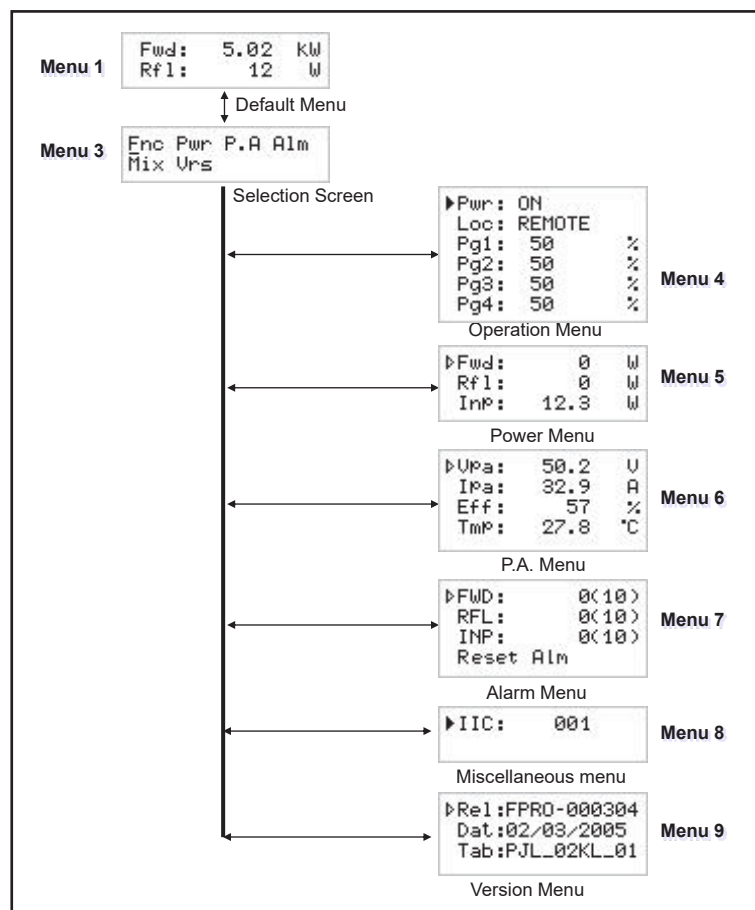 Menu 1
Fwd: 5.02 KW
Rfl: 12 W
Default Menu
Menu 3
Fnc Pwr P.A Alm
Mix Vrs
Selection Screen
Pwr: ON
Loc: REMOTE
Pg1: 50 %
Pg2: 50 %
Pg3: 50 %
Pg4: 50 %
Menu 4
Operation Menu
Fwd: 0 W
Rfl: 0 W
Inp: 12.3 W
Menu 5
Power Menu
Vpa: 50.2 V
Ipa: 32.9 A
Eff: 57 %
Tmp: 27.8 °C
Menu 6
P.A. Menu
FWD: 0(10)
RFL: 0(10)
INP: 0(10)
Reset Alm
Menu 7
Alarm Menu
IIC: 001
Menu 8
Miscellaneous menu
Rel:FPRO-000304
Dat:02/03/2005
Tab:PJL_02KL_01
Menu 9
Version Menu